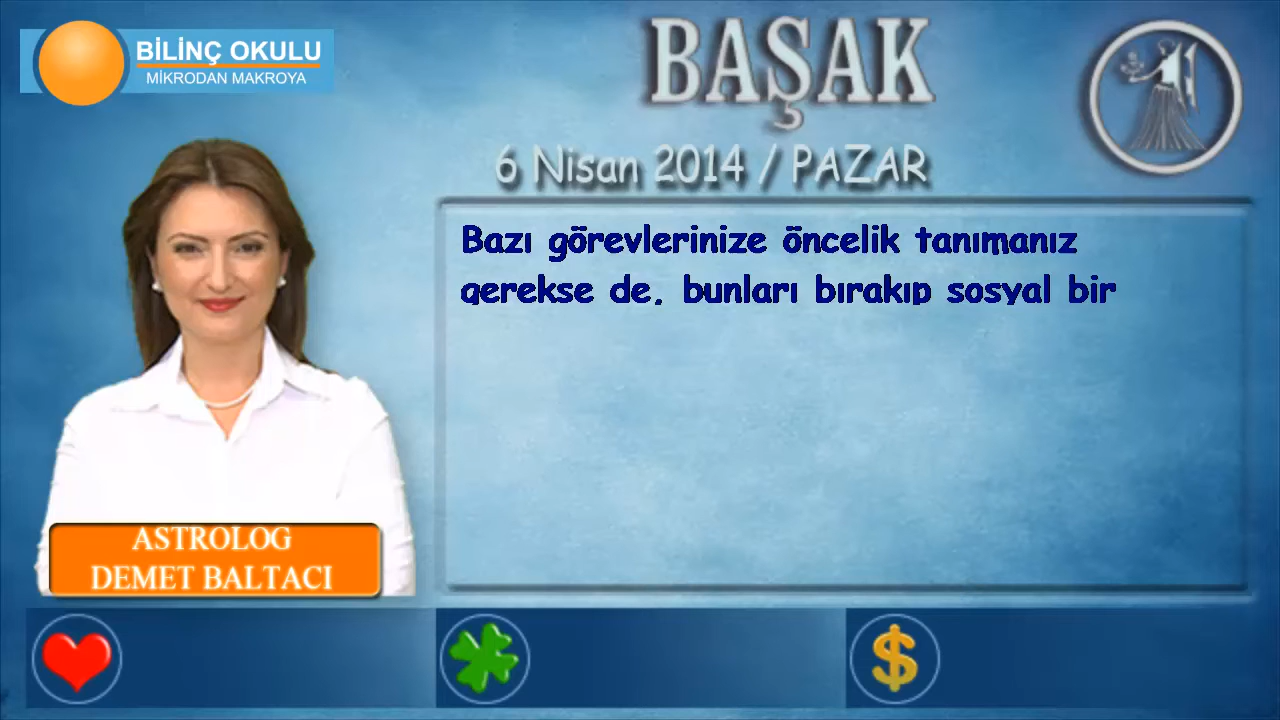 BİLİNÇ OKULU
MİKRODAN MAKROYA
BAŞAK
6 Nisan 2014 / PAZAR
Bazı görevlerinize öncelik tanımanız
gerekse de, bunları bırakıp sosyal bir
ASTROLOG
DEMET BALTACI